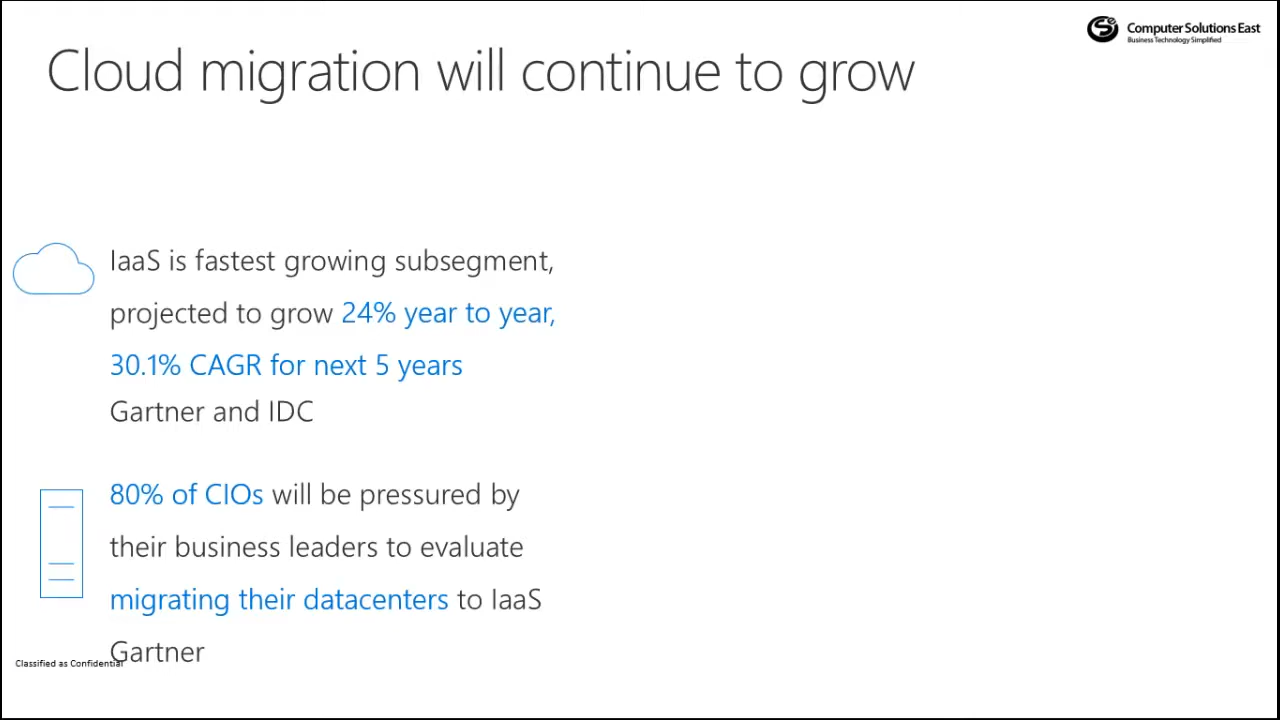 Computer Solutions East
Business Technology Simplified
Cloud migration will continue to grow
IaaS is fastest growing subsegment,
projected to grow 24% year to year,
30.1% CAGR for next 5 years
Gartner and IDC
80% of CIOs will be pressured by
their business leaders to evaluate
migrating their datacenters to IaaS
Gartner
Classified as Confidential